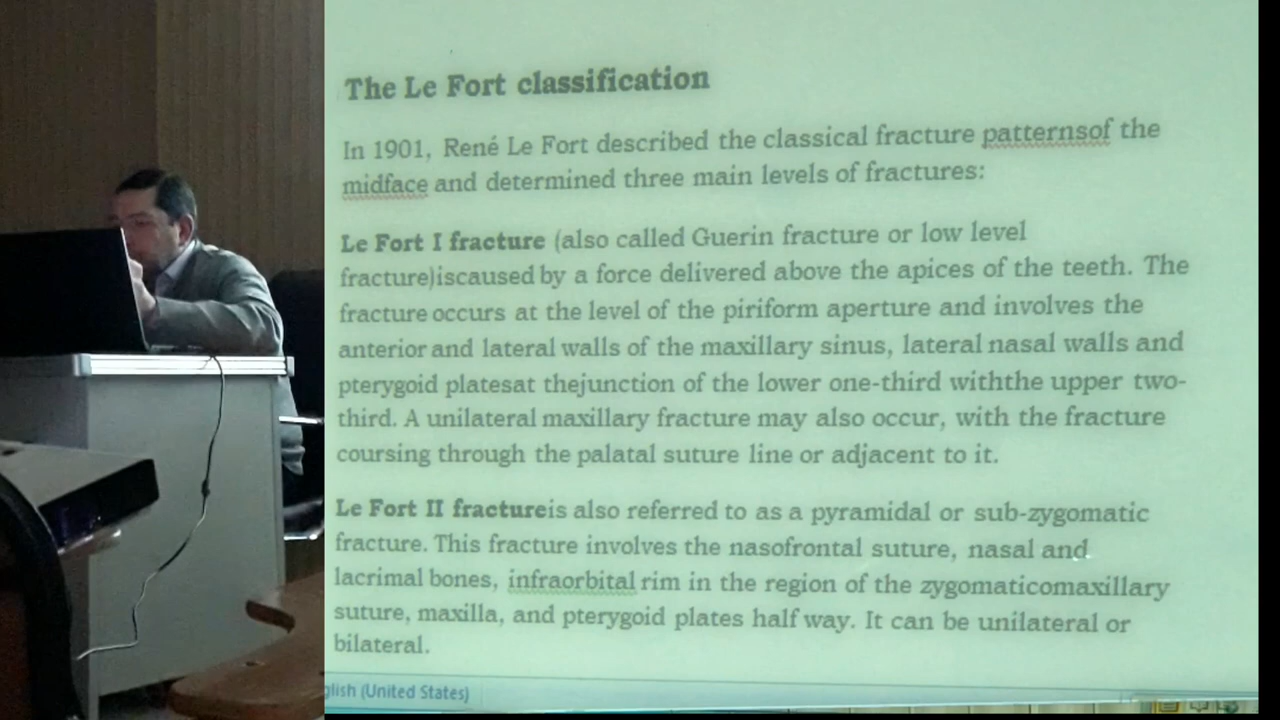 The Le Fort classification
In 1901, René Le Fort described the classical fracture patternsof the
midface and determined three main levels of fractures:
Le Fort I fracture (also called Guerin fracture or low level
fracture)iscaused by a force delivered above the apices of the teeth. The
fracture occurs at the level of the piriform aperture and involves the
anterior and lateral walls of the maxillary sinus, lateral nasal walls and
pterygoid platesat thejunction of the lower one-third withthe upper two-
third. A unilateral maxillary fracture may also occur, with the fracture
coursing through the palatal suture line or adjacent to it.
Le Fort II fractureis also referred to as a pyramidal or sub-zygomatic
fracture. This fracture involves the nasofrontal suture, nasal and
lacrimal bones, infraorbital rim in the region of the zygomaticomaxillary
suture, maxilla, and pterygoid plates half way. It can be unilateral or
bilateral.
glish (United States)